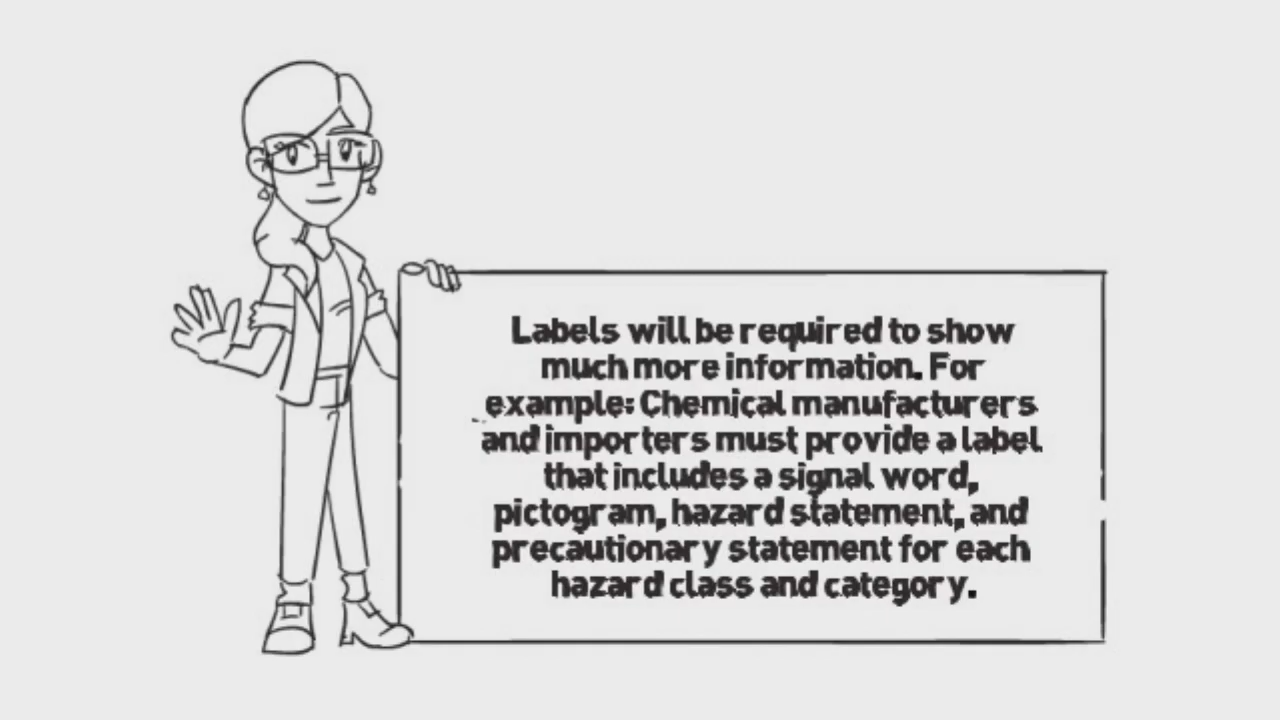 Labels will be required to show
much more information. For
example: Chemical manufacturers
and importers must provide a label
that includes a signal word,
pictogram, hazard statement, and
precautionary statement for each
hazard class and category.